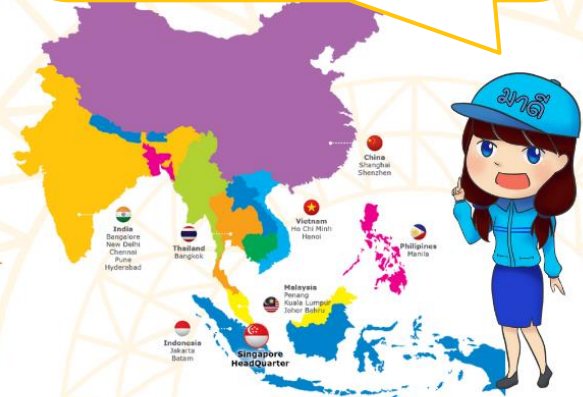 มาดี
China
Shanghai
Shenzhen
India
Bangalore
New Delhi
Chennai
Pune
Hyderabad
Thailand
Bangkok
Vietnam
Ho Chi Minh
Hanoi
Philipines
Manila
Malaysia
Penang
Kuala Lumpur
Johor Bahru
Indonesia
Jakarta
Batam
Singapore
HeadQuarter